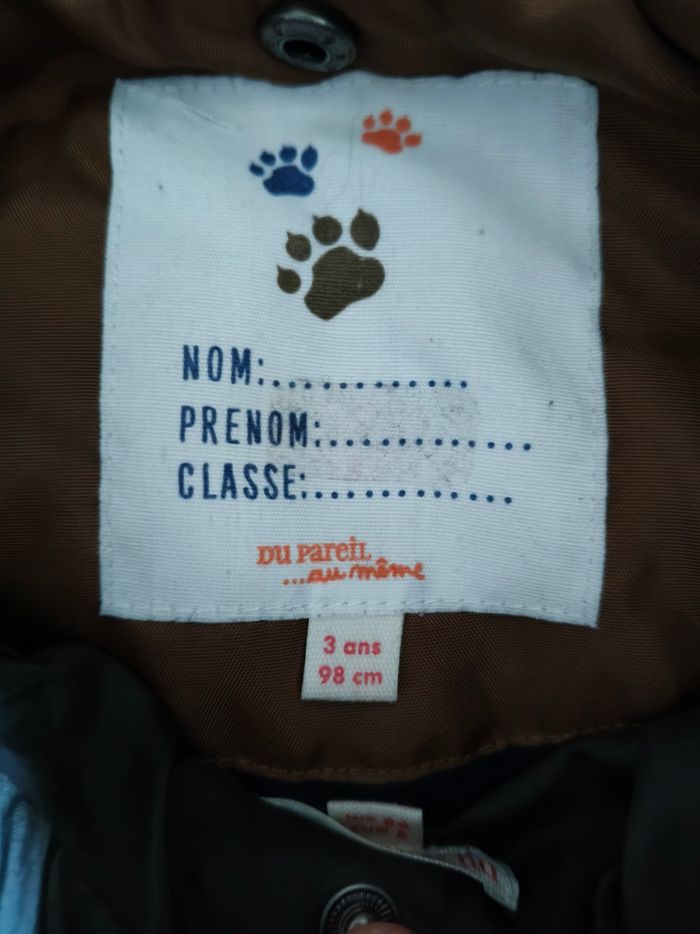 NOM:.............
PRENOM:.............
CLASSE:.............
DU PAREIL
...au même
3 ans
98 cm